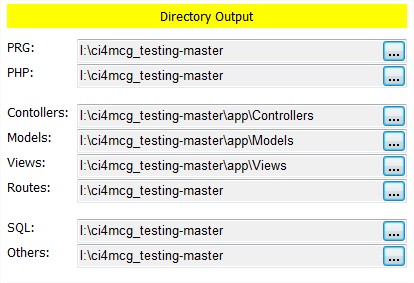 Directory Output
PRG: I:\ci4mcg_testing-master ...
PHP: I:\ci4mcg_testing-master ...
Contollers: I:\ci4mcg_testing-master\app\Controllers ...
Models: I:\ci4mcg_testing-master\app\Models ...
Views: I:\ci4mcg_testing-master\app\Views ...
Routes: I:\ci4mcg_testing-master ...
SQL: I:\ci4mcg_testing-master ...
Others: I:\ci4mcg_testing-master ...